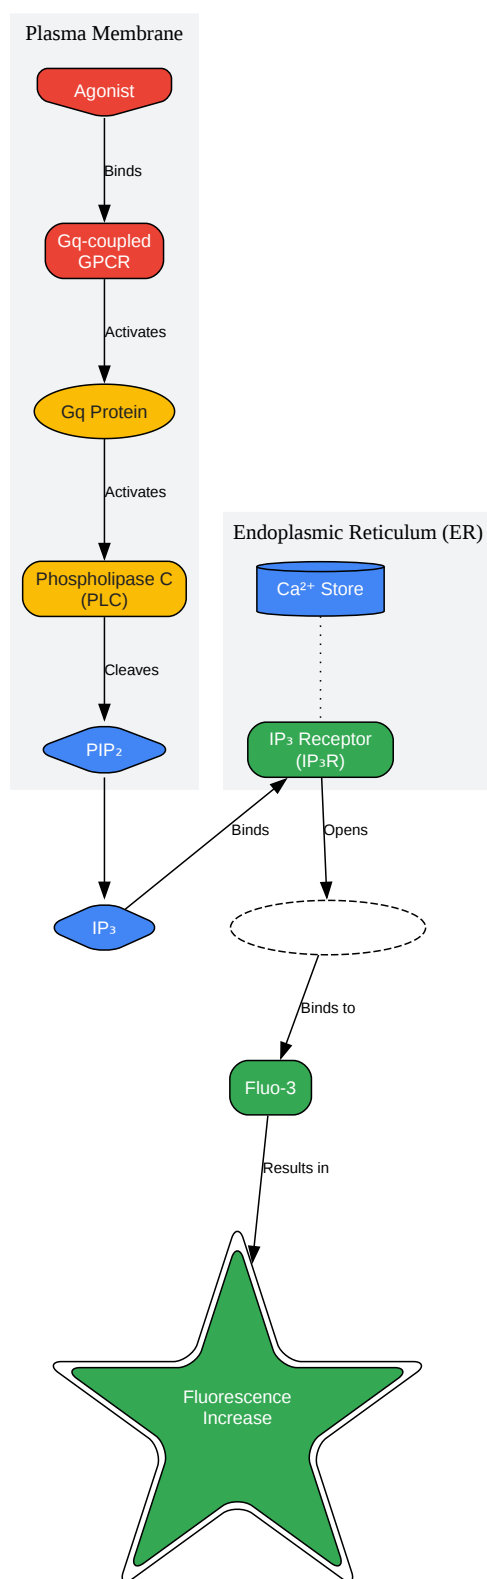 Plasma Membrane
Agonist
Binds
Gq-coupled
GPCR
Activates
Gq Protein
Activates
Phospholipase C
(PLC)
Cleaves
PIP₂
Endoplasmic Reticulum (ER)
Ca²⁺ Store
IP₃ Receptor
(IP₃R)
Binds
Opens
IP₃
Binds to
Fluo-3
Results in
Fluorescence
Increase